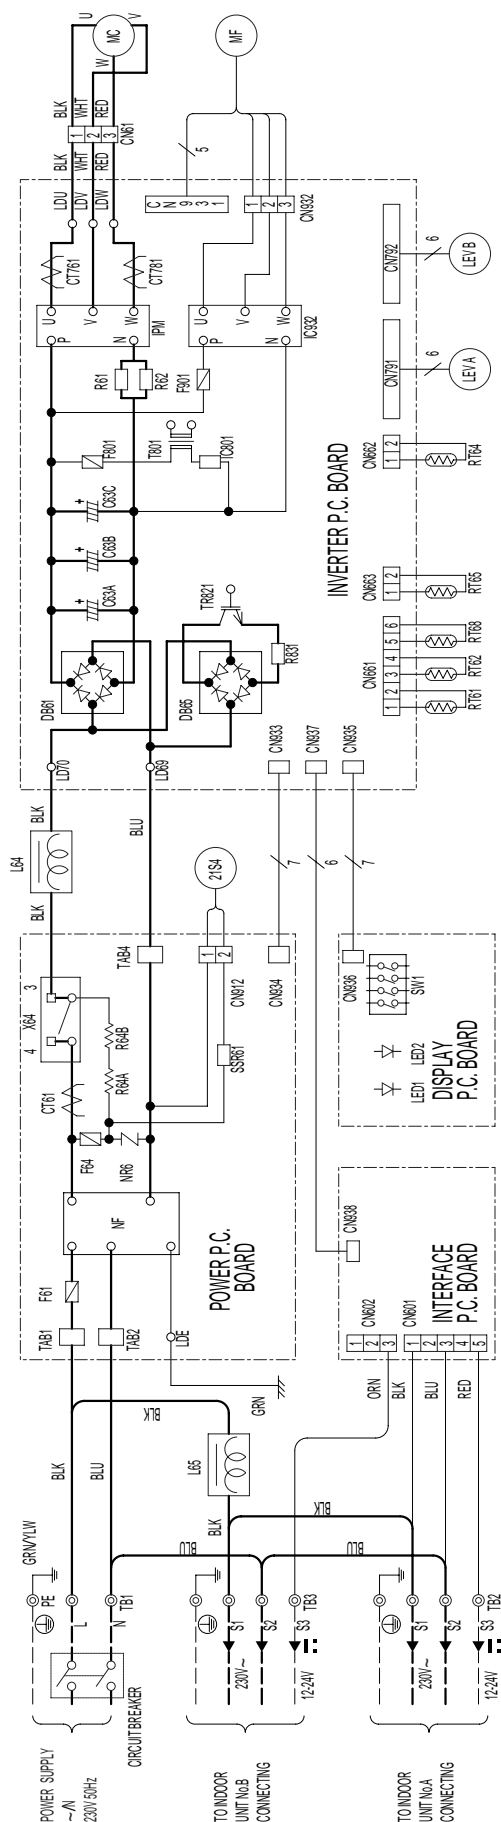 POWER SUPPLY
~/N
230V 50Hz
CIRCUIT BREAKER
GRN/YLW
PE
L
N
TB1
BLK
BLU
BLK
BLU
GRN
TAB1
TAB2
F61
LDE
NF
POWER P.C.
BOARD
CT61
F64
NR6
X64
4
3
R64A
R64B
SSR61
TAB4
CN912
1
2
21S4
CN934
BLK
L64
BLK
BLU
LD70
LD69
DB61
DB65
TR821
R831
C63A
C63B
C63C
+
+
+
F801
T801
IC801
R61
R62
F901
P
N
U
V
W
IPM
P
N
U
V
W
IC932
CT761
CT781
LDU
LDV
LDW
BLK
WHT
RED
1
2
3
CN61
BLK
WHT
RED
U
V
W
MC
C
N
9
3
1
1
2
3
CN932
5
MF
CN933
CN937
CN935
7
6
7
INVERTER P.C. BOARD
CN661
1
2
3
4
5
6
RT61
RT62
RT68
CN663
1
2
RT65
CN662
1
2
RT64
CN791
6
LEV A
CN792
6
LEV B
CN936
SW1
LED1
LED2
DISPLAY
P.C. BOARD
CN938
INTERFACE
P.C. BOARD
CN602
1
2
3
CN601
1
2
3
4
5
ORN
BLK
BLU
RED
L65
BLK
BLK
BLU
TO INDOOR
UNIT No.B
CONNECTING
230V~
12-24V
S1
S2
S3
TB3
TO INDOOR
UNIT No.A
CONNECTING
230V~
12-24V
S1
S2
S3
TB2